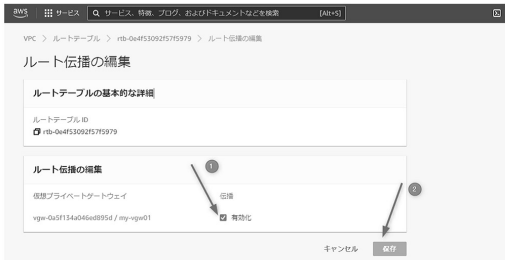 aws サービス サービス、特徴、ブログ、およびドキュメントなどを検索 [Alt+S]
VPC > ルートテーブル > rtb-0e4f53092f57f5979 > ルート伝播の編集
ルート伝播の編集
ルートテーブルの基本的な詳細
ルートテーブル ID
rtb-0e4f53092f57f5979
ルート伝播の編集
1
仮想プライベートゲートウェイ 伝播
2
vgw-0a5f134a046ed895d / my-vgw01 有効化
キャンセル 保存